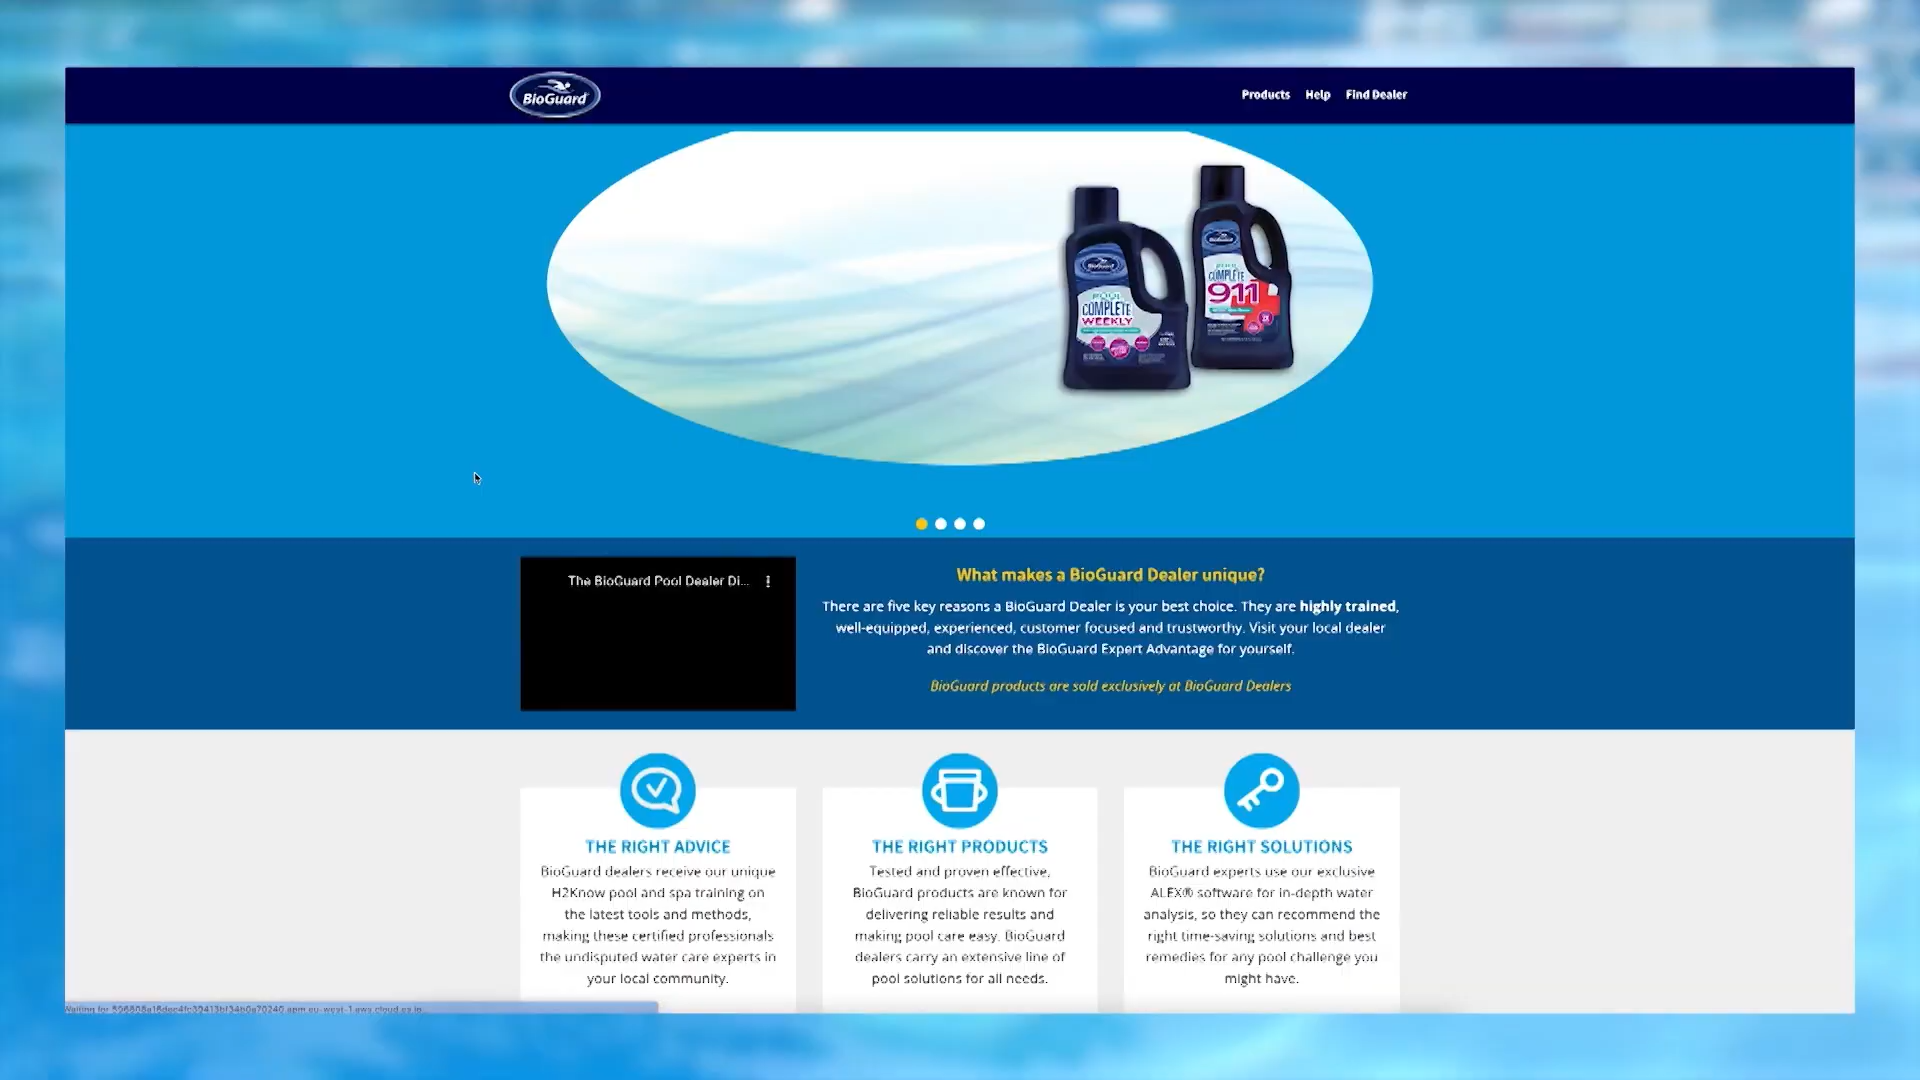 BioGuard
Products Help Find Dealer
BioGuard
POOL
COMPLETE
WEEKLY
COMPLETE
911
2X
The BioGuard Pool Dealer Di...
What makes a BioGuard Dealer unique?
There are five key reasons a BioGuard Dealer is your best choice. They are highly trained,
well-equipped, experienced, customer focused and trustworthy. Visit your local dealer
and discover the BioGuard Expert Advantage for yourself.
BioGuard products are sold exclusively at BioGuard Dealers
THE RIGHT ADVICE
BioGuard dealers receive our unique
H2Know pool and spa training on
the latest tools and methods,
making these certified professionals
the undisputed water care experts in
your local community.
THE RIGHT PRODUCTS
Tested and proven effective,
BioGuard products are known for
delivering reliable results and
making pool care easy. BioGuard
dealers carry an extensive line of
pool solutions for all needs.
THE RIGHT SOLUTIONS
BioGuard experts use our exclusive
ALEX® software for in-depth water
analysis, so they can recommend the
right time-saving solutions and best
remedies for any pool challenge you
might have.
Waiting for